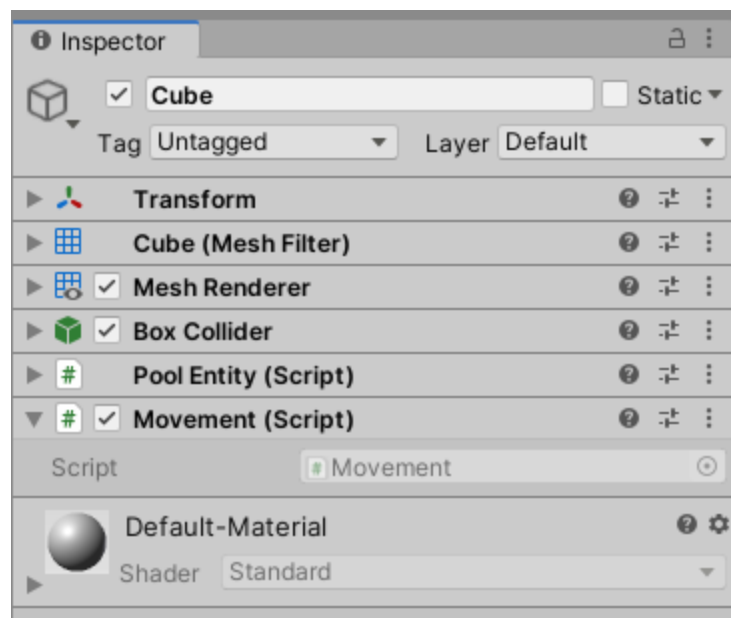 Inspector
Cube Static
Tag Untagged Layer Default
Transform
Cube (Mesh Filter)
Mesh Renderer
Box Collider
# Pool Entity (Script)
# Movement (Script)
Script # Movement
Default-Material
Shader Standard